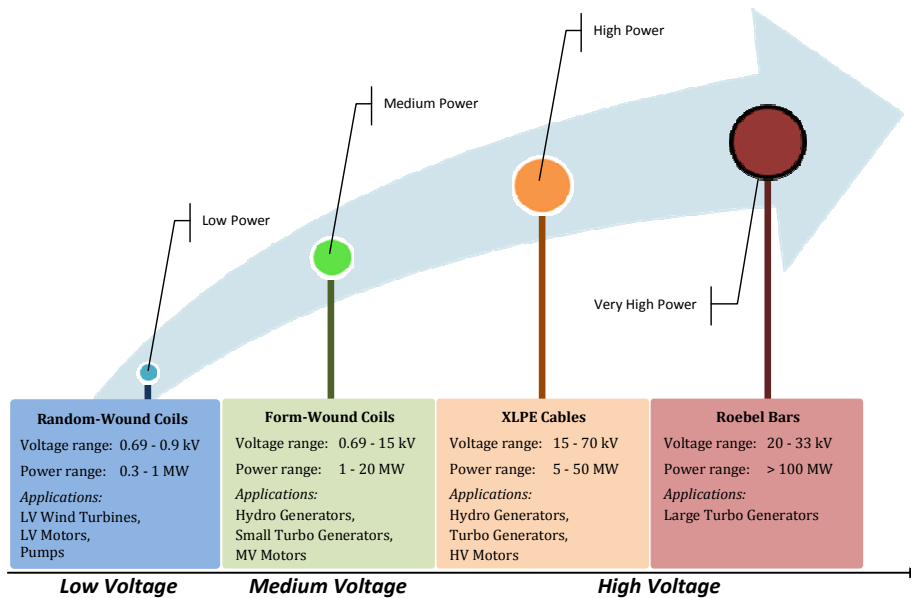 High Power
Medium Power
Low Power
Very High Power
Random-Wound Coils
Voltage range: 0.69 - 0.9 kV
Power range: 0.3 - 1 MW
Applications:
LV Wind Turbines,
LV Motors,
Pumps
Form-Wound Coils
Voltage range: 0.69 - 15 kV
Power range: 1 - 20 MW
Applications:
Hydro Generators,
Small Turbo Generators,
MV Motors
XLPE Cables
Voltage range: 15 - 70 kV
Power range: 5 - 50 MW
Applications:
Hydro Generators,
Turbo Generators,
HV Motors
Roebel Bars
Voltage range: 20 - 33 kV
Power range: > 100 MW
Applications:
Large Turbo Generators
Low Voltage
Medium Voltage
High Voltage